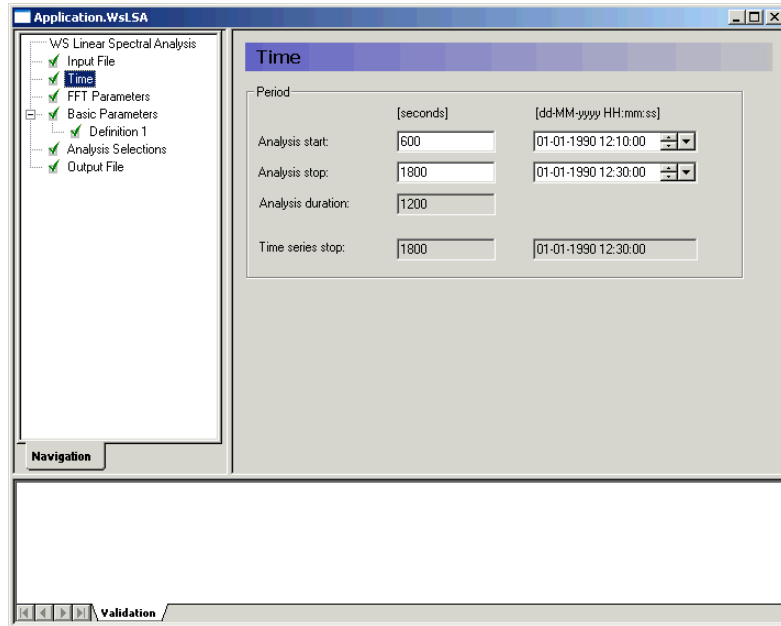 Application.WsLSA
WS Linear Spectral Analysis
Input File
Time
FFT Parameters
Basic Parameters
Definition 1
Analysis Selections
Output File
Navigation
Time
Period
[seconds] [dd-MM-yyyy HH:mm:ss]
Analysis start: 600 01-01-1990 12:10:00
Analysis stop: 1800 01-01-1990 12:30:00
Analysis duration: 1200
Time series stop: 1800 01-01-1990 12:30:00
Validation